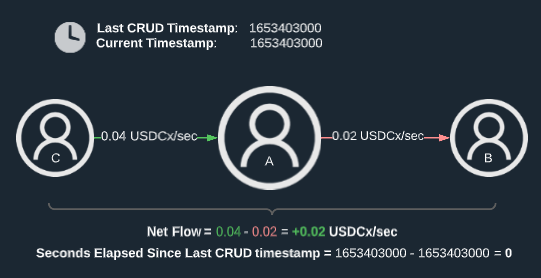 Last CRUD Timestamp: 1653403000
Current Timestamp: 1653403000
0.04 USDCx/sec
0.02 USDCx/sec
C
A
B
Net Flow = 0.04 - 0.02 = +0.02 USDCx/sec
Seconds Elapsed Since Last CRUD timestamp = 1653403000 - 1653403000 = 0